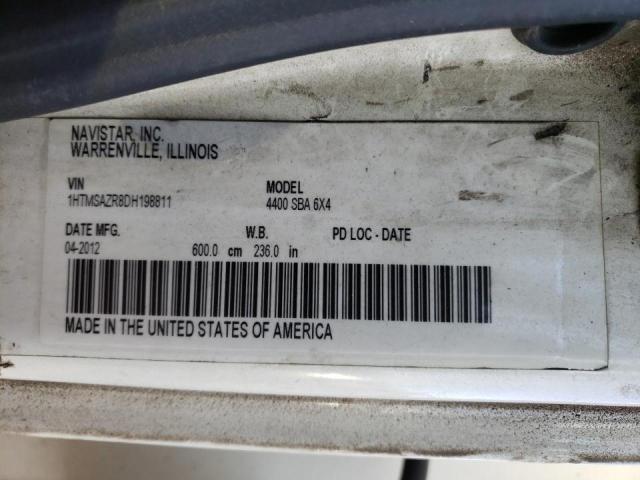 NAVISTAR, INC.
WARRENVILLE, ILLINOIS
VIN MODEL
1HTMSAZR8DH198811 4400 SBA 6X4
DATE MFG. W.B. PD LOC - DATE
04-2012 600.0 cm 236.0 in
MADE IN THE UNITED STATES OF AMERICA